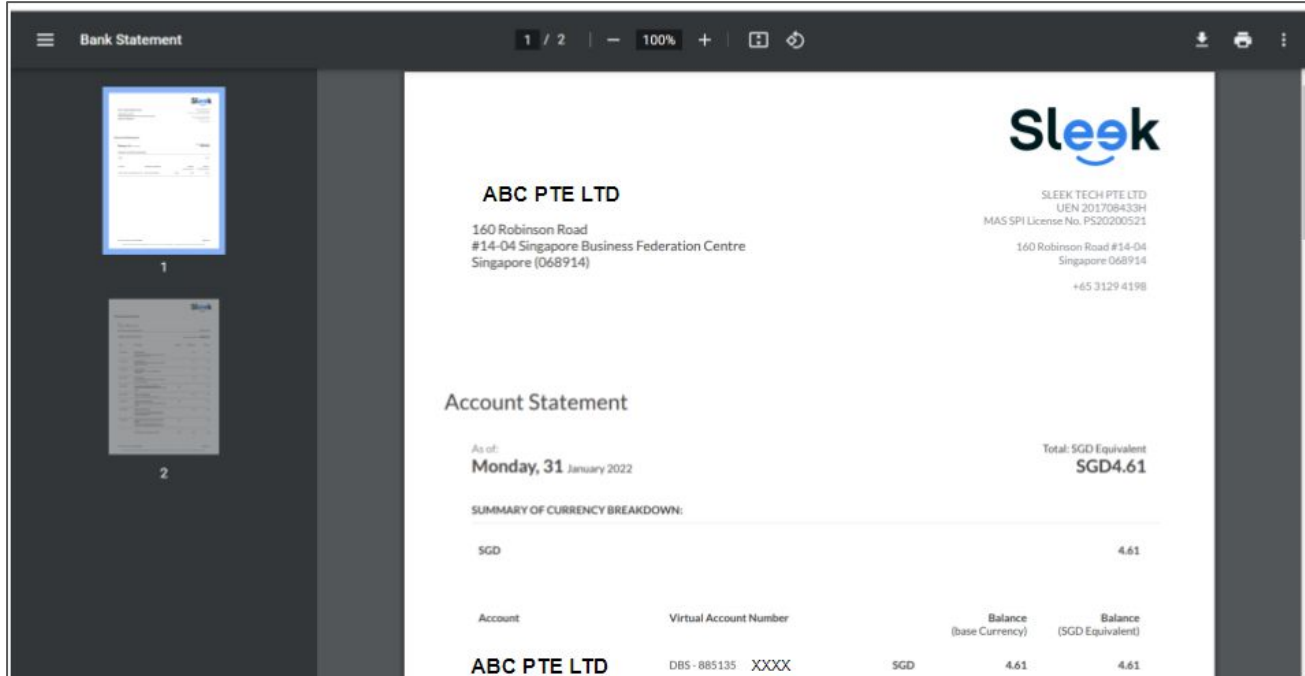 Bank Statement
1 / 2
100%
Sleek
ABC PTE LTD
160 Robinson Road
#14-04 Singapore Business Federation Centre
Singapore (068914)
SLEEK TECH PTE LTD
UEN 201708433H
MAS SPI License No. PS20200521
160 Robinson Road #14-04
Singapore 068914
+65 3129 4198
Account Statement
As of:
Monday, 31 January 2022
Total: SGD Equivalent
SGD4.61
SUMMARY OF CURRENCY BREAKDOWN:
SGD 4.61
Account Virtual Account Number Balance Balance
(base Currency) (SGD Equivalent)
ABC PTE LTD DBS - 885135 XXXX SGD 4.61 4.61
Sleek
1
Sleek
2